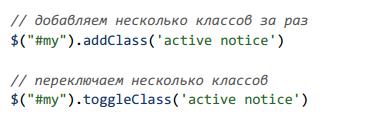 // добавляем несколько классов за раз
$("#my").addClass('active notice')
// переключаем несколько классов
$("#my").toggleClass('active notice')